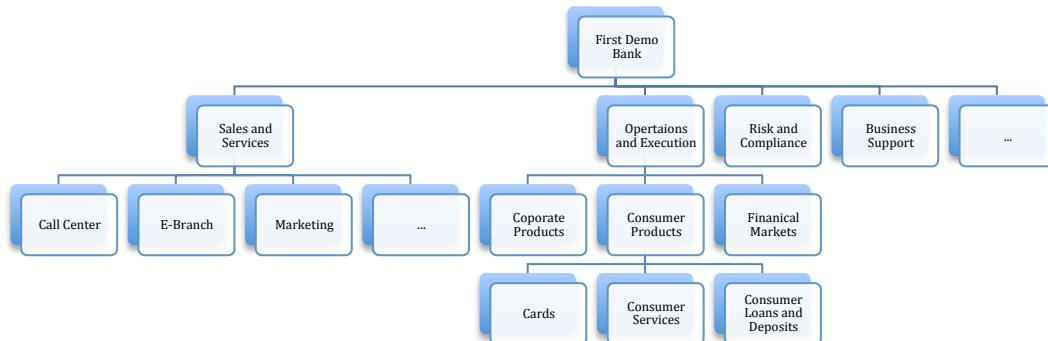 First Demo
Bank
Sales and
Services
Opertaions
and Execution
Risk and
Compliance
Business
Support
...
Call Center
E-Branch
Marketing
...
Coporate
Products
Consumer
Products
Finanical
Markets
Cards
Consumer
Services
Consumer
Loans and
Deposits